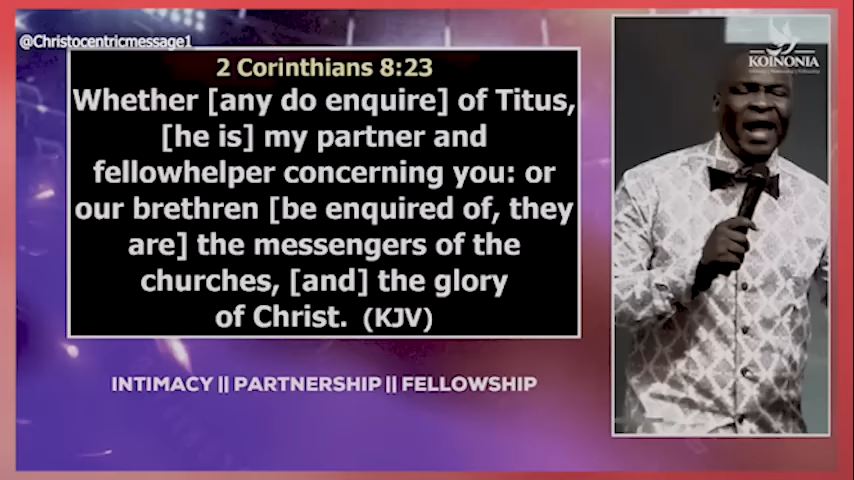 @Christocentricmessage1
2 Corinthians 8:23
Whether [any do enquire] of Titus,
[he is] my partner and
fellowhelper concerning you: or
our brethren [be enquired of, they
are] the messengers of the
churches, [and] the glory
of Christ. (KJV)
INTIMACY || PARTNERSHIP || FELLOWSHIP
KOINONIA